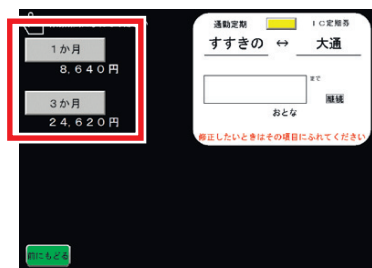 1か月
8,640円
3か月
24,620円
通勤定期 IC定期券
すすきの ↔ 大通
まで
継続
おとな
修正したいときはその項目にふれてください
前にもどる